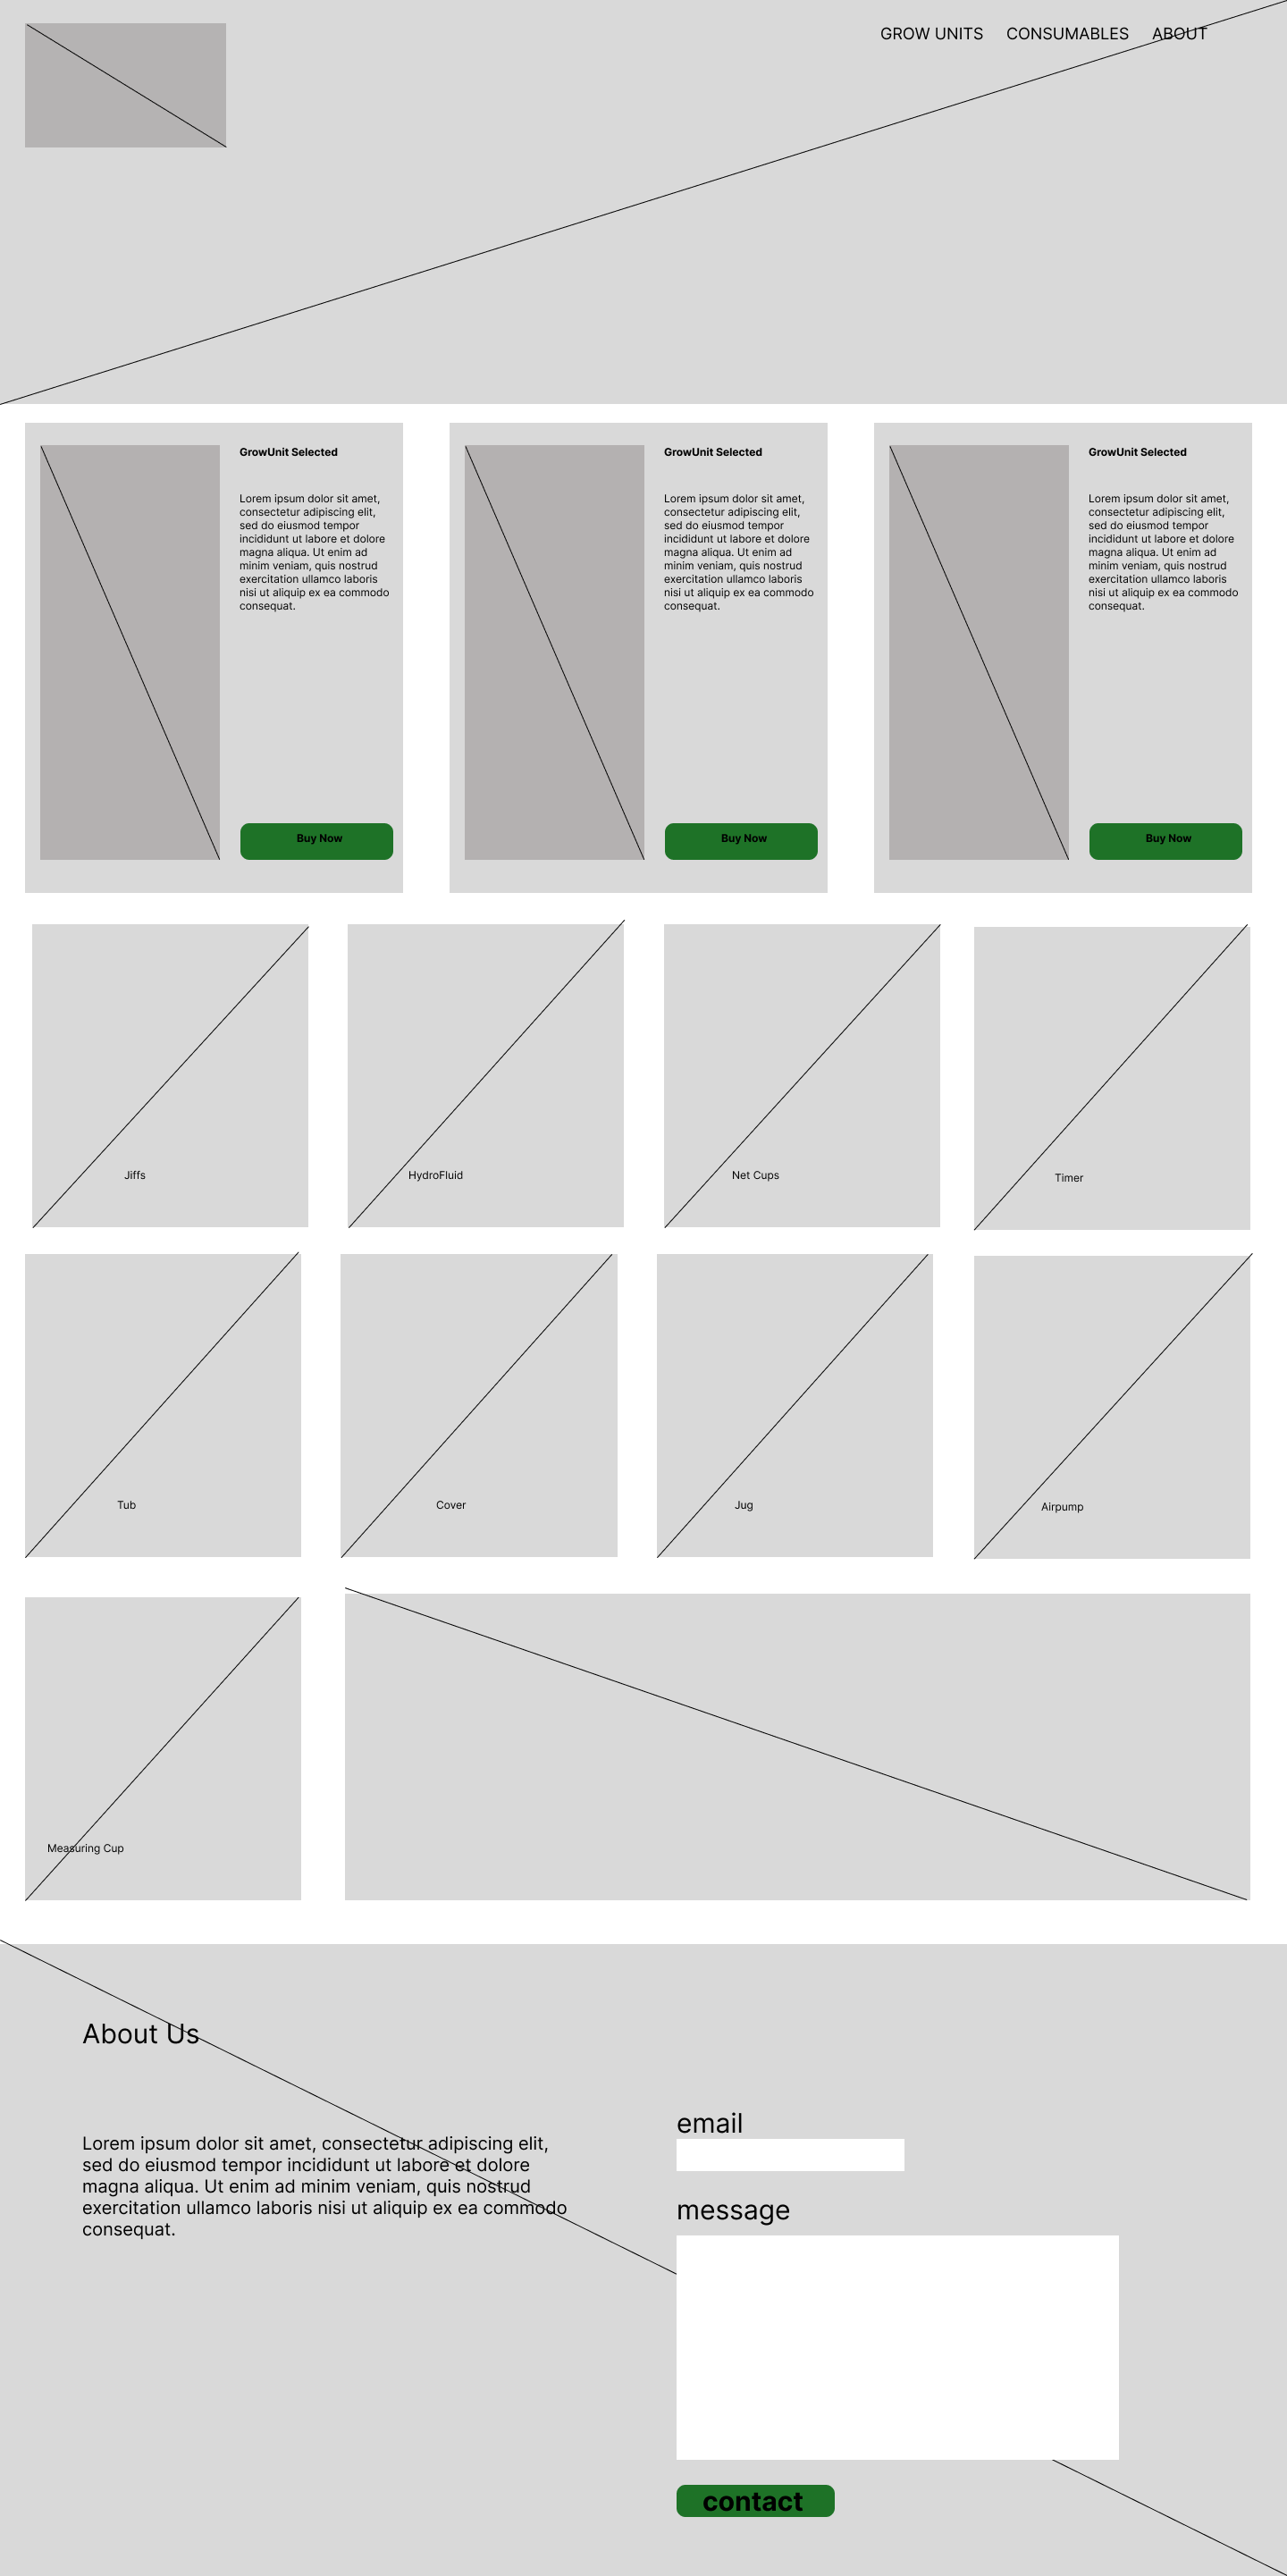 GROW UNITS CONSUMABLES ABOUT
GrowUnit Selected
Lorem ipsum dolor sit amet,
consectetur adipiscing elit,
sed do eiusmod tempor
incididunt ut labore et dolore
magna aliqua. Ut enim ad
minim veniam, quis nostrud
exercitation ullamco laboris
nisi ut aliquip ex ea commodo
consequat.
Buy Now
GrowUnit Selected
Lorem ipsum dolor sit amet,
consectetur adipiscing elit,
sed do eiusmod tempor
incididunt ut labore et dolore
magna aliqua. Ut enim ad
minim veniam, quis nostrud
exercitation ullamco laboris
nisi ut aliquip ex ea commodo
consequat.
Buy Now
GrowUnit Selected
Lorem ipsum dolor sit amet,
consectetur adipiscing elit,
sed do eiusmod tempor
incididunt ut labore et dolore
magna aliqua. Ut enim ad
minim veniam, quis nostrud
exercitation ullamco laboris
nisi ut aliquip ex ea commodo
consequat.
Buy Now
Jiffs
HydroFluid
Net Cups
Timer
Tub
Cover
Jug
Airpump
Measuring Cup
About Us
Lorem ipsum dolor sit amet, consectetur adipiscing elit,
sed do eiusmod tempor incididunt ut labore et dolore
magna aliqua. Ut enim ad minim veniam, quis nostrud
exercitation ullamco laboris nisi ut aliquip ex ea commodo
consequat.
email
message
contact